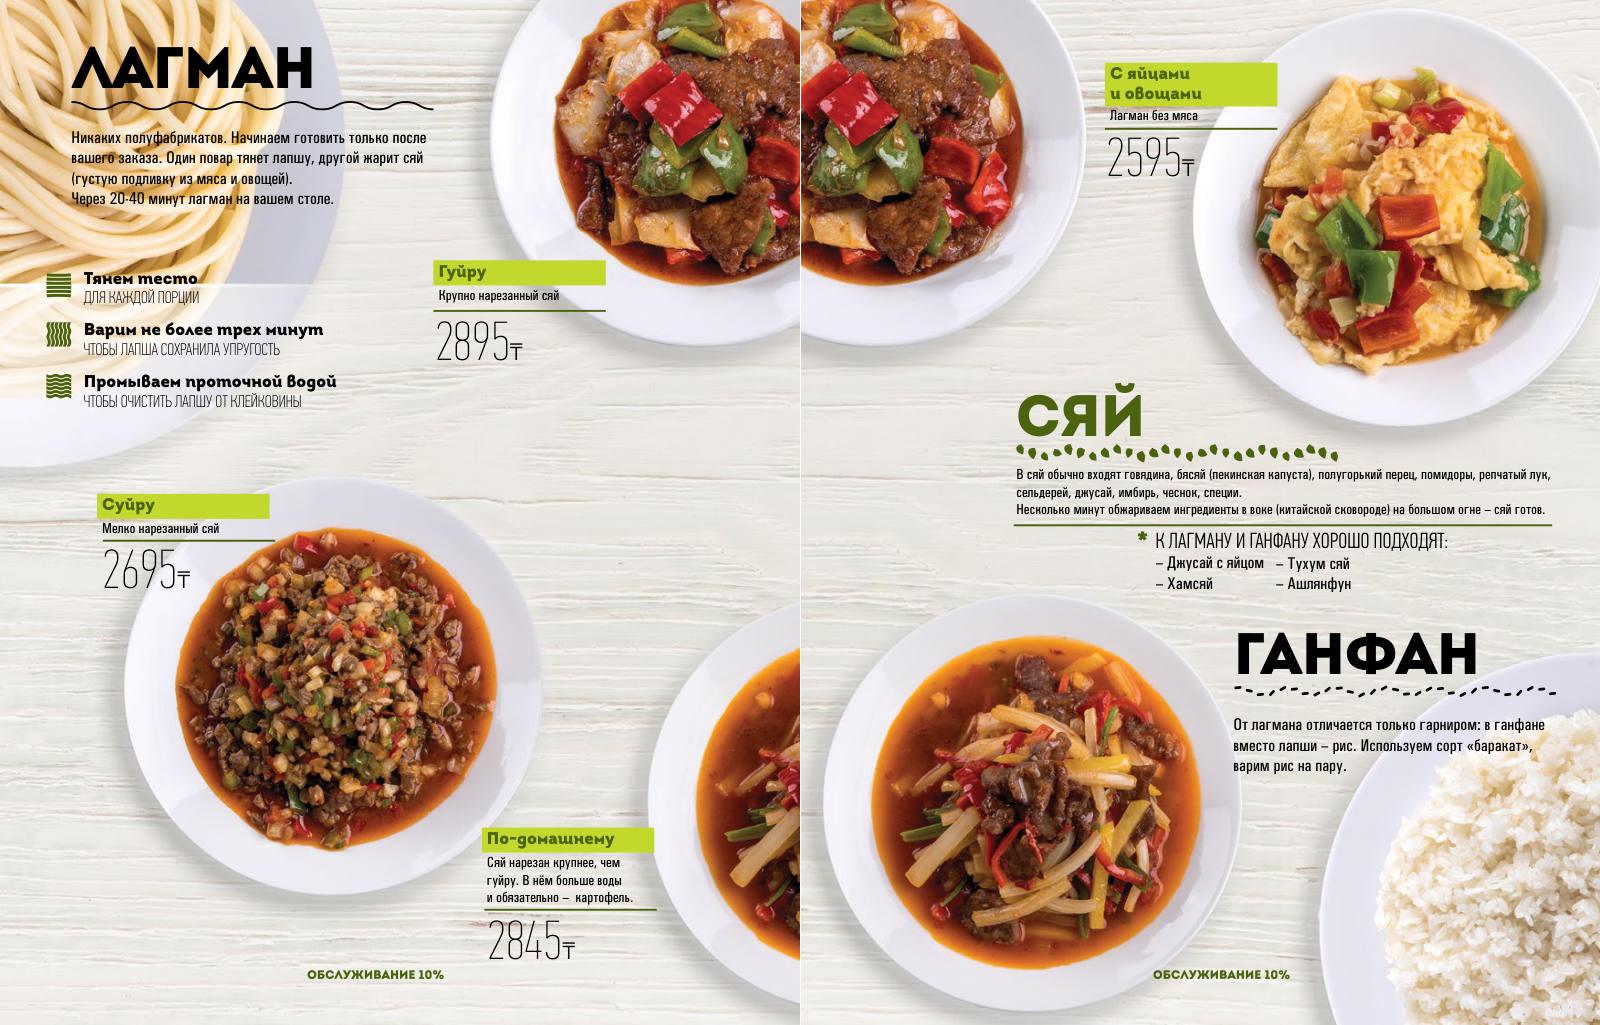 ЛАГМАН
Никаких полуфабрикатов. Начинаем готовить только после
вашего заказа. Один повар тянет лапшу, другой жарит сяй
(густую подливку из мяса и овощей).
Через 20-40 минут лагман на вашем столе.
Тянем тесто
ДЛЯ КАЖДОЙ ПОРЦИИ
Варим не более трех минут
ЧТОБЫ ЛАПША СОХРАНИЛА УПРУГОСТЬ
Промываем проточной водой
ЧТОБЫ ОЧИСТИТЬ ЛАПШУ ОТ КЛЕЙКОВИНЫ
Гуйру
Крупно нарезанный сяй
2895₸
Суйру
Мелко нарезанный сяй
2695₸
По-домашнему
Сяй нарезан крупнее, чем
гуйру. В нём больше воды
и обязательно – картофель.
2845₸
ОБСЛУЖИВАНИЕ 10%
С яйцами
и овощами
Лагман без мяса
2595₸
СЯЙ
В сяй обычно входят говядина, бясяй (пекинская капуста), полугорький перец, помидоры, репчатый лук,
сельдерей, джусай, имбирь, чеснок, специи.
Несколько минут обжариваем ингредиенты в воке (китайской сковороде) на большом огне – сяй готов.
* К ЛАГМАНУ И ГАНФАНУ ХОРОШО ПОДХОДЯТ:
– Джусай с яйцом – Тухум сяй
– Хамсяй – Ашлянфун
ГАНФАН
От лагмана отличается только гарниром: в ганфане
вместо лапши – рис. Используем сорт «баракат»,
варим рис на пару.
ОБСЛУЖИВАНИЕ 10%